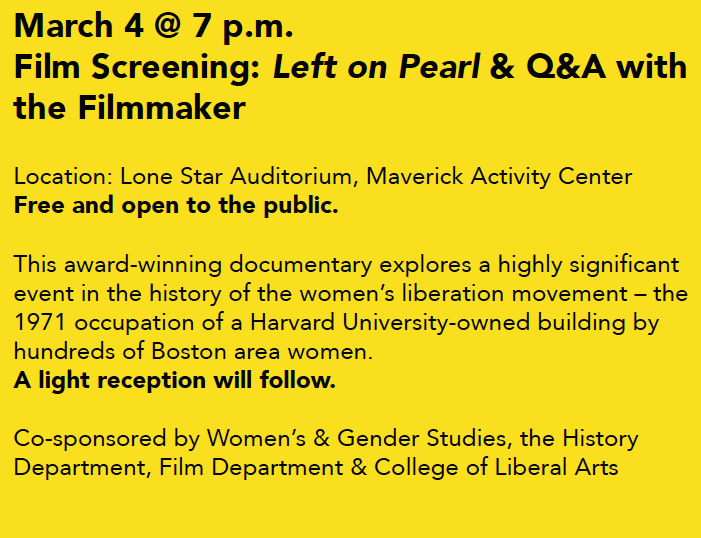 March 4 @ 7 p.m.
Film Screening: Left on Pearl & Q&A with
the Filmmaker
Location: Lone Star Auditorium, Maverick Activity Center
Free and open to the public.
This award-winning documentary explores a highly significant
event in the history of the women’s liberation movement – the
1971 occupation of a Harvard University-owned building by
hundreds of Boston area women.
A light reception will follow.
Co-sponsored by Women’s & Gender Studies, the History
Department, Film Department & College of Liberal Arts